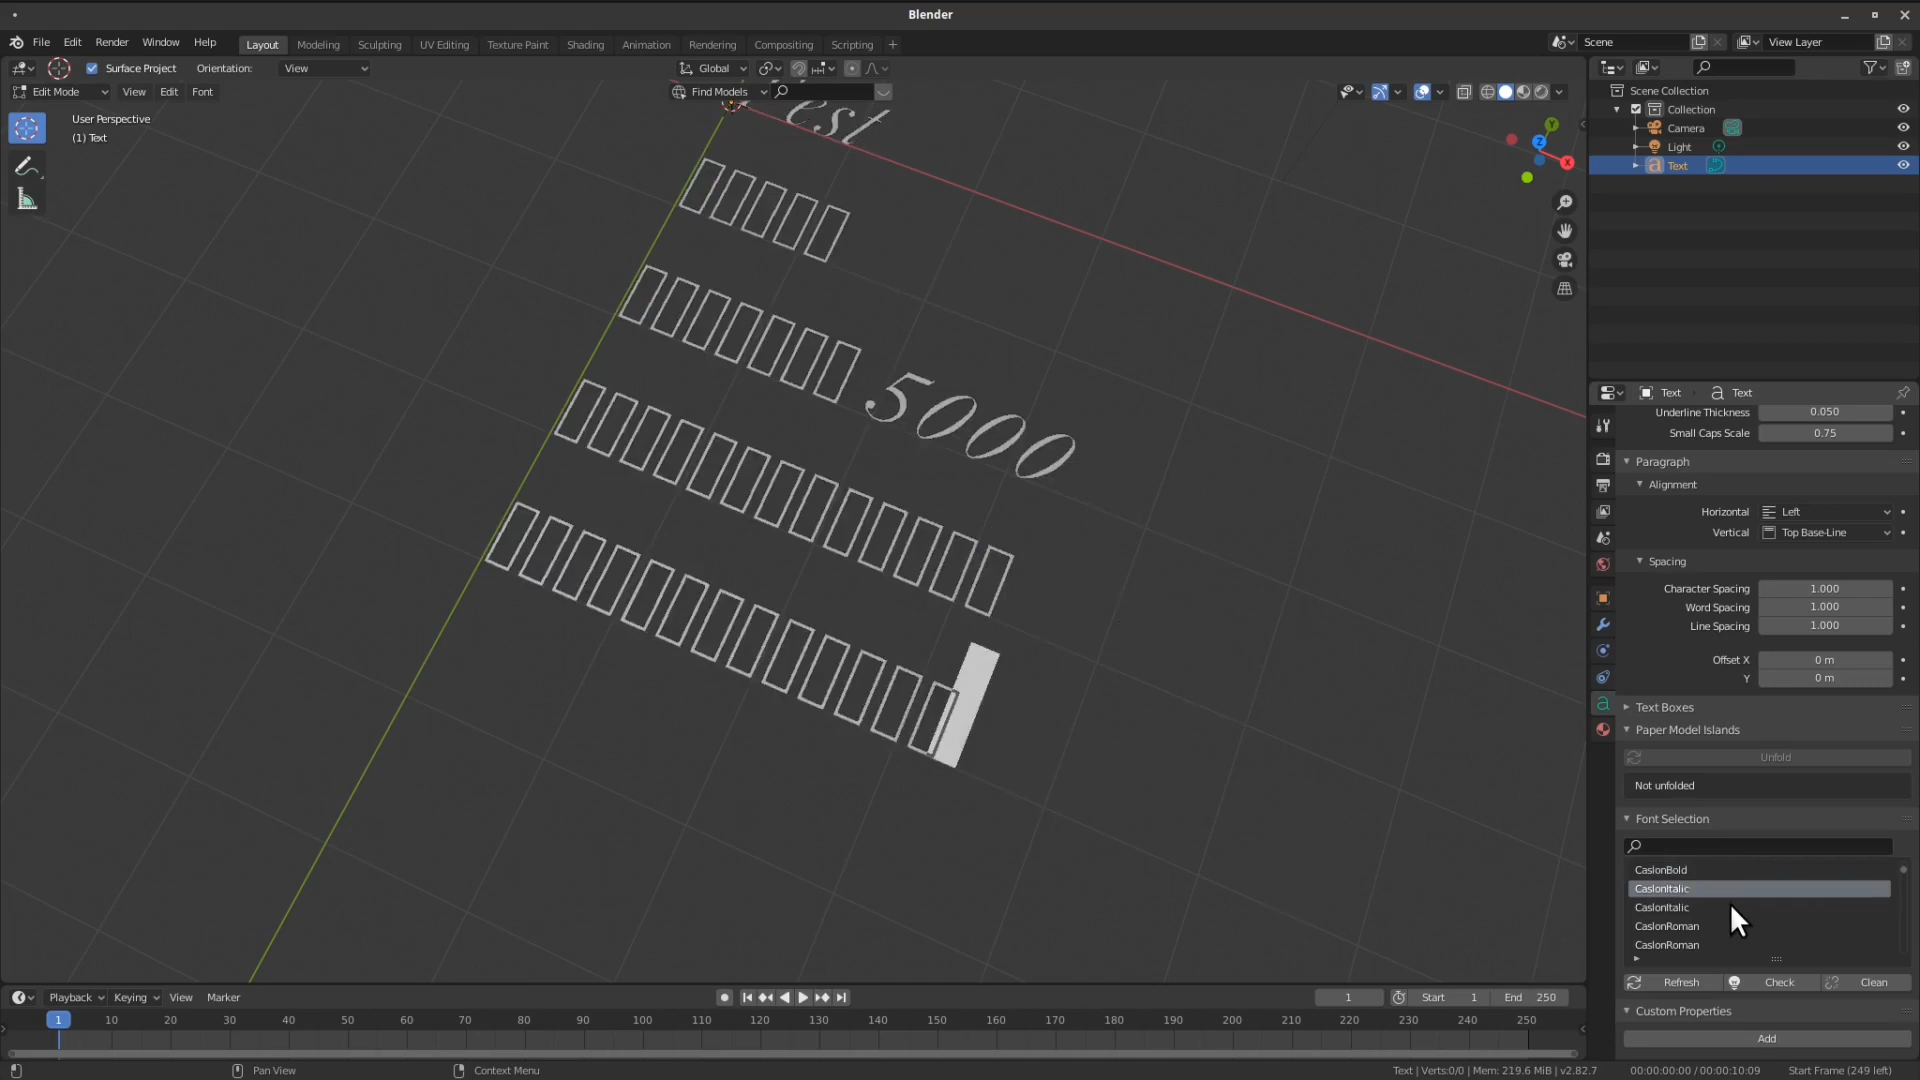 Blender
File Edit Render Window Help Layout Modeling Sculpting UV Editing Texture Paint Shading Animation Rendering Compositing Scripting + Scene View Layer
Surface Project Orientation: View Global
Edit Mode View Edit Font Find Models
User Perspective
(1) Text
est
5000
Y
Z
X
Scene Collection
Collection
Camera
Light
Text
Text Text
Underline Thickness 0.050
Small Caps Scale 0.75
Paragraph
Alignment
Horizontal Left
Vertical Top Base-Line
Spacing
Character Spacing 1.000
Word Spacing 1.000
Line Spacing 1.000
Offset X 0 m
Y 0 m
Text Boxes
Paper Model Islands
Unfold
Not unfolded
Font Selection
CaslonBold
CaslonItalic
CaslonItalic
CaslonRoman
CaslonRoman
Refresh Check Clean
Custom Properties
Add
Playback Keying View Marker 1 Start 1 End 250
1 10 20 30 40 50 60 70 80 90 100 110 120 130 140 150 160 170 180 190 200 210 220 230 240 250
Pan View Context Menu Text | Verts:0/0 | Mem: 219.6 MiB | v2.82.7 00:00:00:00 / 00:00:10:09 Start Frame (249 left)